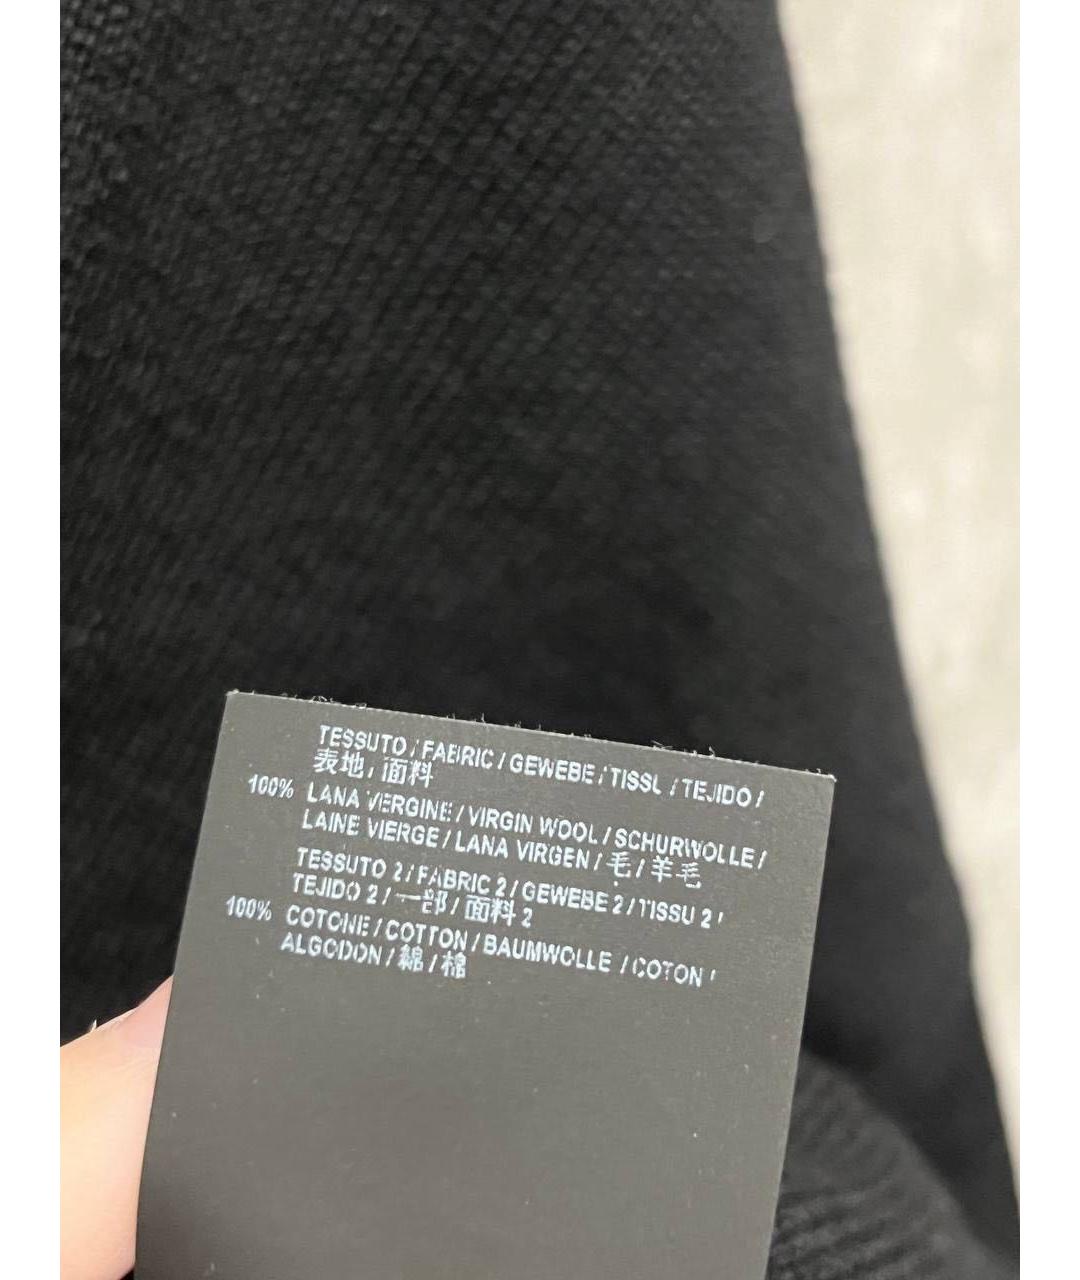 TESSUTO / FABRIC / GEWEBE / TISSU / TEJIDO /
表地 / 面料
100% LANA VERGINE / VIRGIN WOOL / SCHURWOLLE /
LAINE VIERGE / LANA VIRGEN / 毛 / 羊毛
TESSUTO 2 / FABRIC 2 / GEWEBE 2 / TISSU 2 /
TEJIDO 2 / 一部 / 面料 2
100% COTONE / COTTON / BAUMWOLLE / COTON /
ALGODON / 綿 / 棉